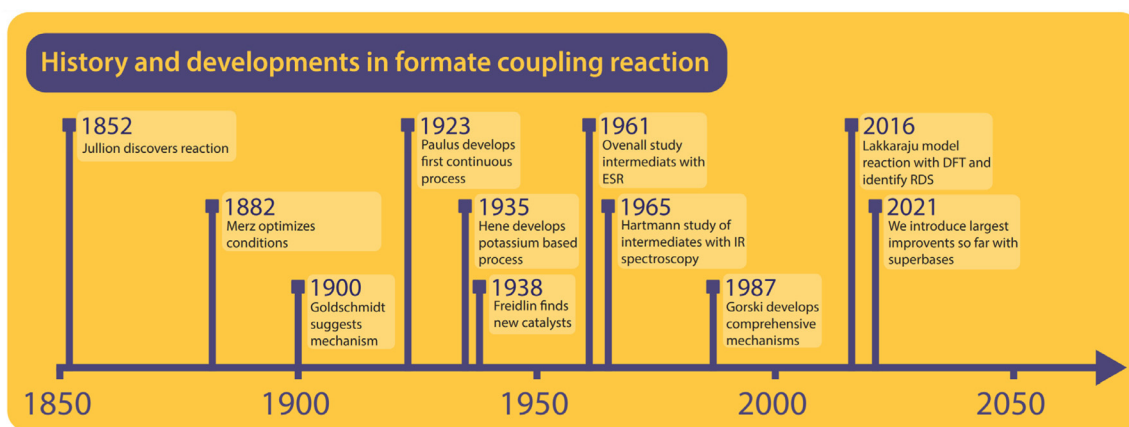 History and developments in formate coupling reaction
1852
Jullion discovers reaction
1882
Merz optimizes
conditions
1900
Goldschmidt
suggests
mechanism
1923
Paulus develops
first continuous
process
1935
Hene develops
potassium based
process
1938
Freidlin finds
new catalysts
1961
Ovenall study
intermediats with
ESR
1965
Hartmann study of
intermediates with IR
spectroscopy
1987
Gorski develops
comprehensive
mechanisms
2016
Lakkaraju model
reaction with DFT and
identify RDS
2021
We introduce largest
improvents so far with
superbases
1850 1900 1950 2000 2050